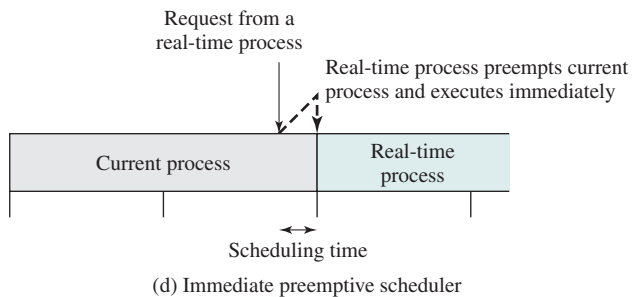 Request from a
real-time process
Real-time process preempts current
process and executes immediately
Current process
Real-time
process
Scheduling time
(d) Immediate preemptive scheduler